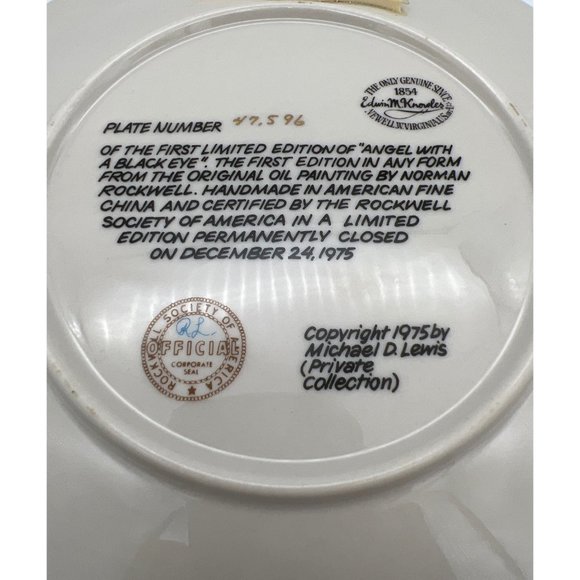 THE ONLY GENUINE SINCE
1854
Edwin M Knowles
NEWELL W. VIRGINIA U.S.
PLATE NUMBER 47,596
OF THE FIRST LIMITED EDITION OF "ANGEL WITH
A BLACK EYE". THE FIRST EDITION IN ANY FORM
FROM THE ORIGINAL OIL PAINTING BY NORMAN
ROCKWELL. HANDMADE IN AMERICAN FINE
CHINA AND CERTIFIED BY THE ROCKWELL
SOCIETY OF AMERICA IN A LIMITED
EDITION PERMANENTLY CLOSED
ON DECEMBER 24, 1975
ROCKWELL SOCIETY OF AMERICA
RL
OFFICIAL
CORPORATE
SEAL
Copyright 1975 by
Michael D. Lewis
(Private
Collection)